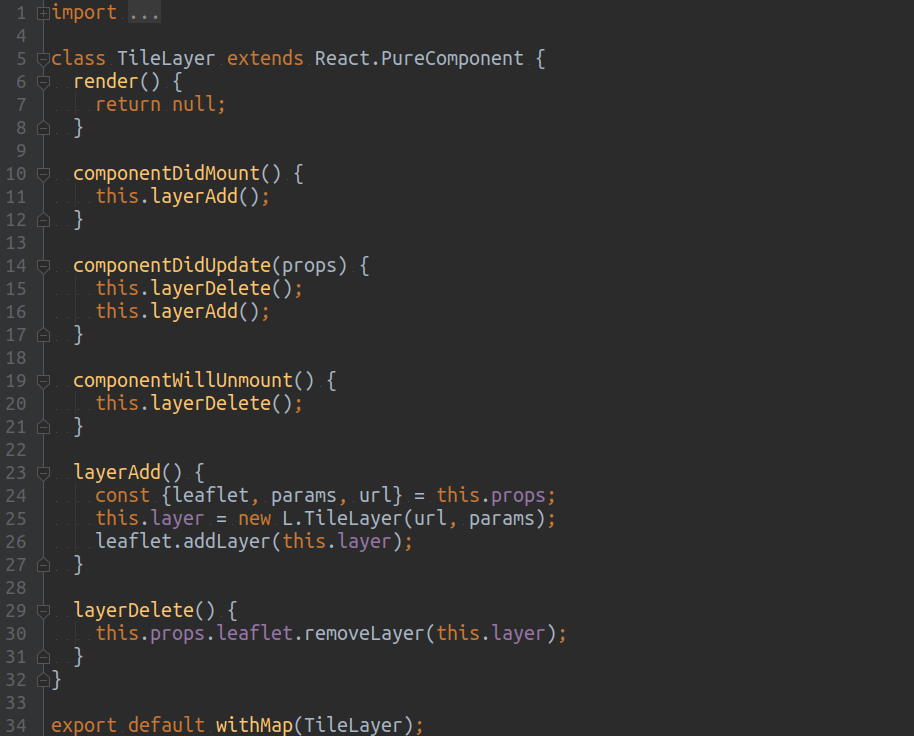 1 import ...
4
5 class TileLayer extends React.PureComponent {
6 render() {
7 return null;
8 }
9
10 componentDidMount() {
11 this.layerAdd();
12 }
13
14 componentDidUpdate(props) {
15 this.layerDelete();
16 this.layerAdd();
17 }
18
19 componentWillUnmount() {
20 this.layerDelete();
21 }
22
23 layerAdd() {
24 const {leaflet, params, url} = this.props;
25 this.layer = new L.TileLayer(url, params);
26 leaflet.addLayer(this.layer);
27 }
28
29 layerDelete() {
30 this.props.leaflet.removeLayer(this.layer);
31 }
32 }
33
34 export default withMap(TileLayer);